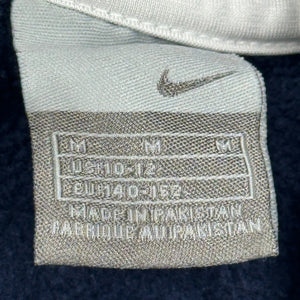 M M M
US:10-12
EU:140-152
MADE IN PAKISTAN
FABRIQUE AU PAKISTAN